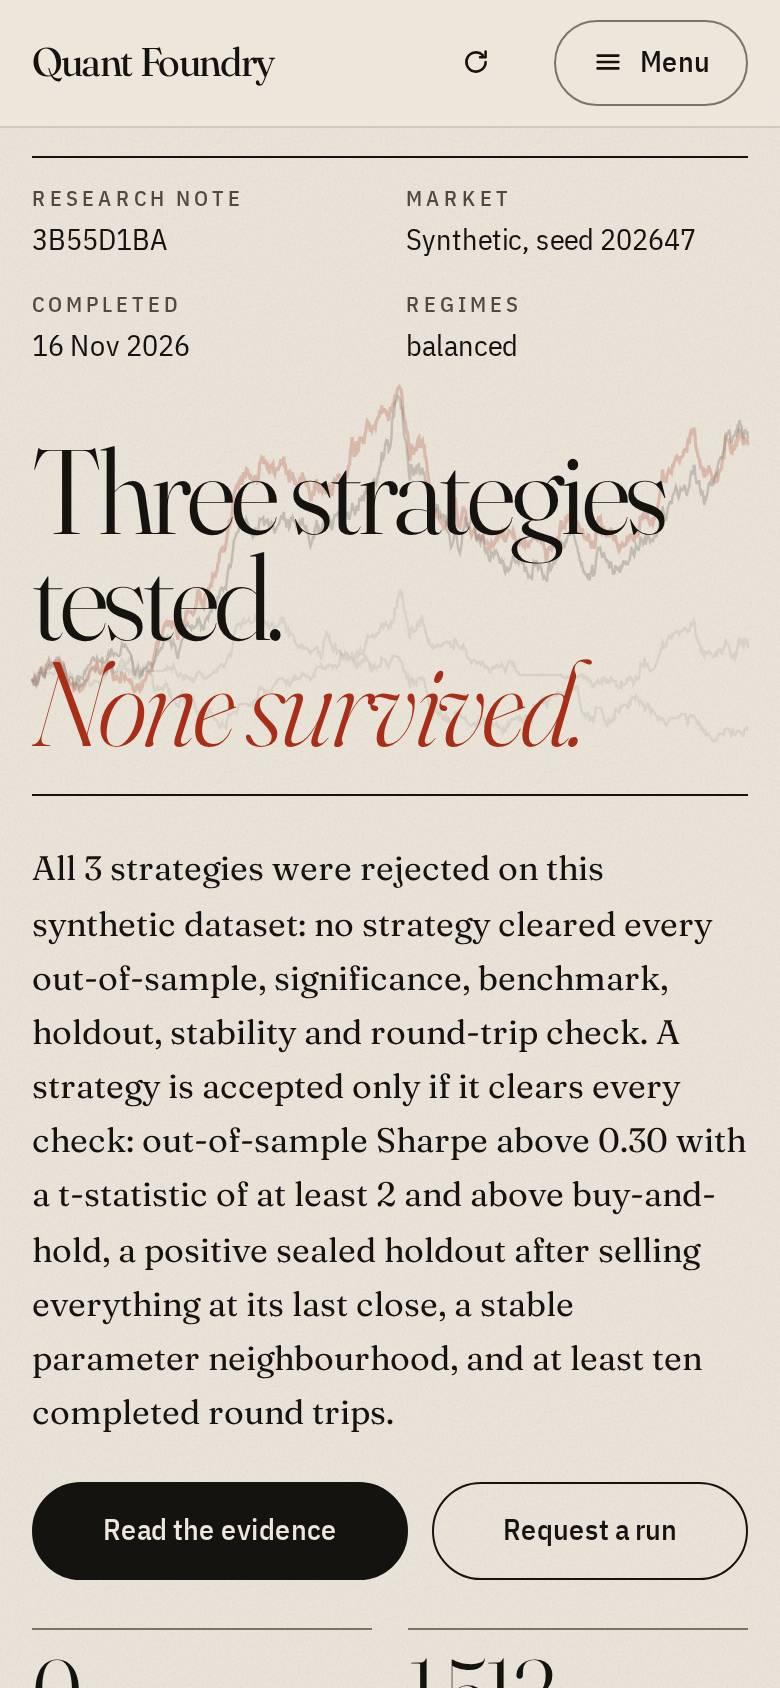 Quant Foundry
Menu
RESEARCH NOTE
3B55D1BA
MARKET
Synthetic, seed 202647
COMPLETED
16 Nov 2026
REGIMES
balanced
Three strategies
tested.
None survived.
All 3 strategies were rejected on this
synthetic dataset: no strategy cleared every
out-of-sample, significance, benchmark,
holdout, stability and round-trip check. A
strategy is accepted only if it clears every
check: out-of-sample Sharpe above 0.30 with
a t-statistic of at least 2 and above buy-and-
hold, a positive sealed holdout after selling
everything at its last close, a stable
parameter neighbourhood, and at least ten
completed round trips.
Read the evidence
Request a run